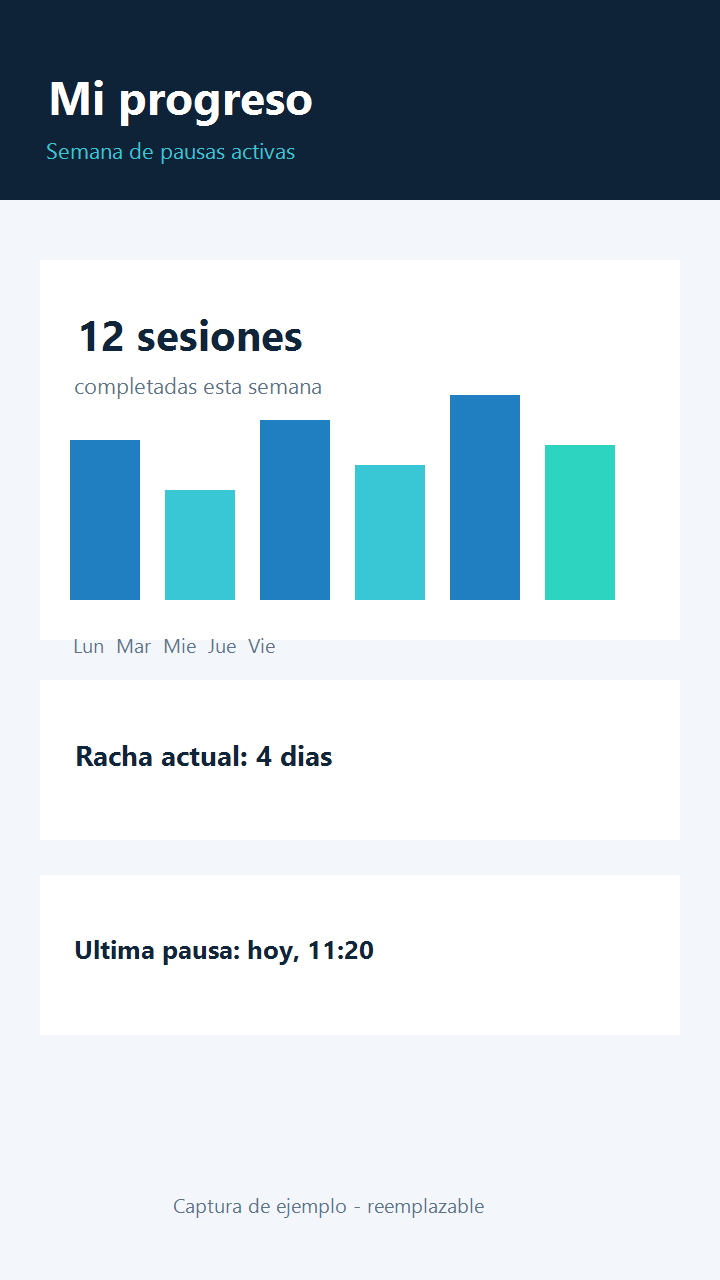 Mi progreso
Semana de pausas activas
12 sesiones
completadas esta semana
Lun Mar Mie Jue Vie
Racha actual: 4 dias
Ultima pausa: hoy, 11:20
Captura de ejemplo - reemplazable